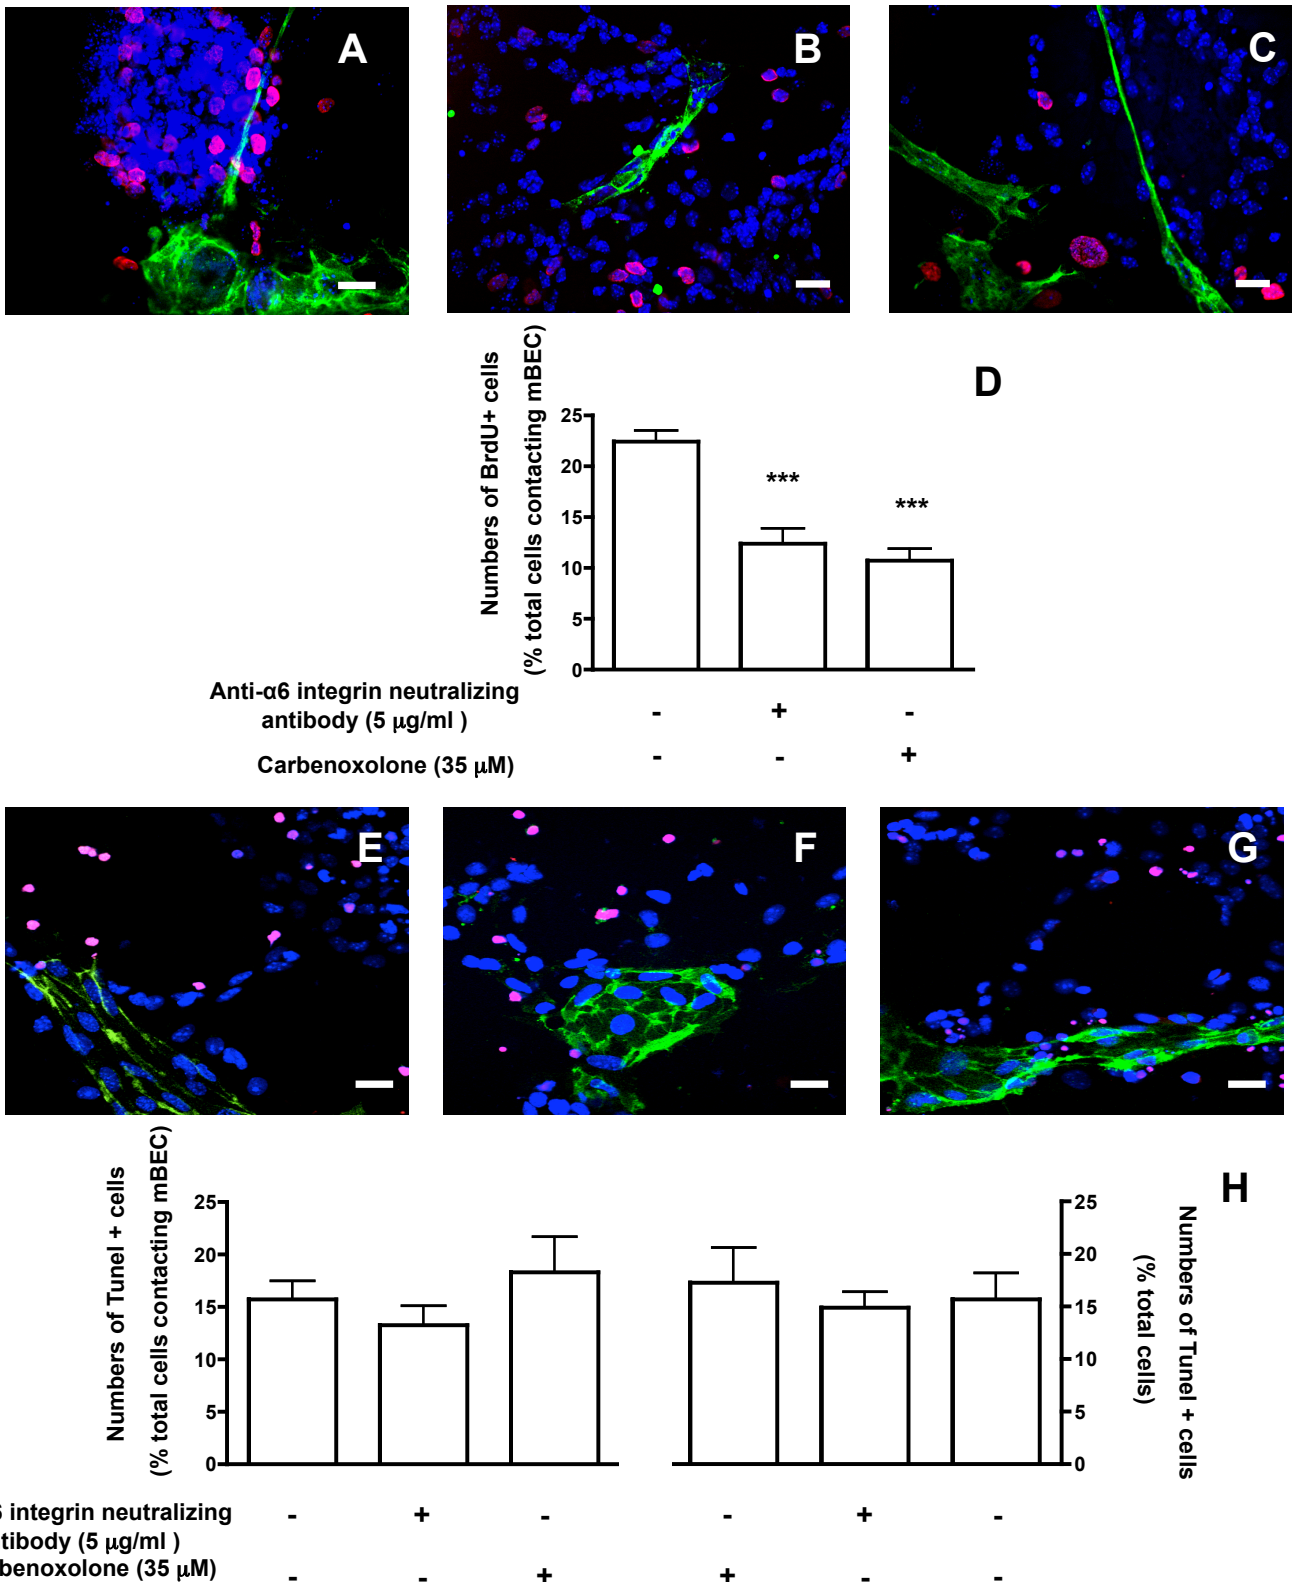 A
B
C
D
Numbers of BrdU+ cells
(% total cells contacting mBEC)
25
20
15
10
5
0
***
***
Anti-α6 integrin neutralizing
antibody (5 μg/ml )
- + -
Carbenoxolone (35 μM)
- - +
E
F
G
H
Numbers of Tunel + cells
(% total cells contacting mBEC)
25
20
15
10
5
0
25
20
15
10
5
0
Numbers of Tunel + cells
(% total cells)
6 integrin neutralizing
- + - - + -
tibody (5 μg/ml )
benoxolone (35 μM)
- - + + - -